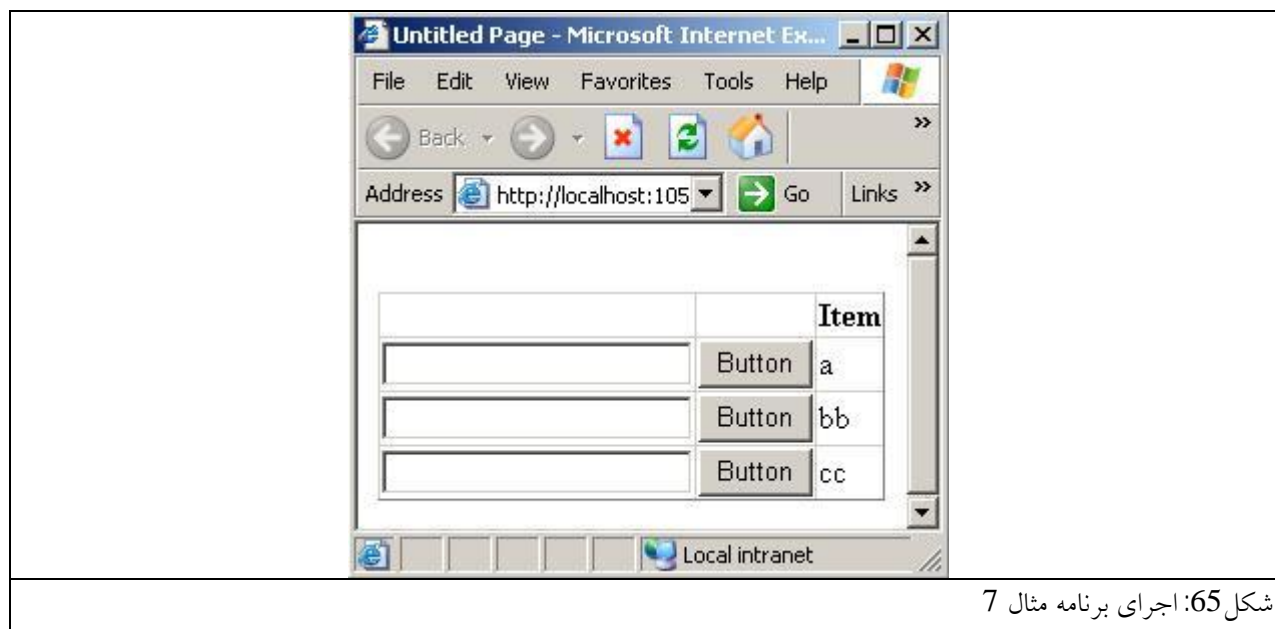 Untitled Page - Microsoft Internet Ex...
File Edit View Favorites Tools Help
Back »
Address http://localhost:105 Go Links »
Item
Button a
Button bb
Button cc
Local intranet
شکل65: اجرای برنامه مثال 7